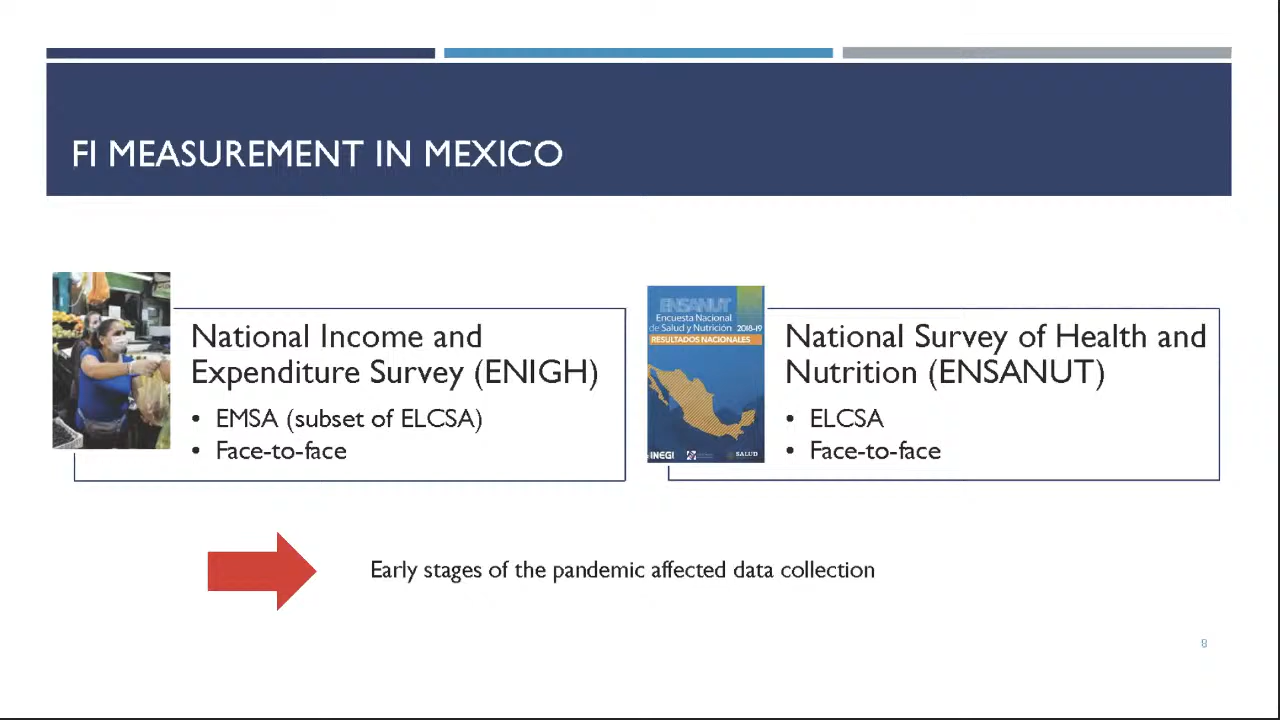 FI MEASUREMENT IN MEXICO
National Income and
Expenditure Survey (ENIGH)
• EMSA (subset of ELCSA)
• Face-to-face
ENSANUT
Encuesta Nacional
de Salud y Nutrición 2018-19
RESULTADOS NACIONALES
INEGI
SALUD
National Survey of Health and
Nutrition (ENSANUT)
• ELCSA
• Face-to-face
Early stages of the pandemic affected data collection
8